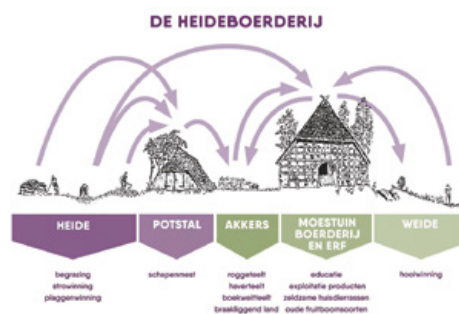 DE HEIDEBOERDERIJ
HEIDE
begrazing
strowinning
plaggenwinning
POTSTAL
schapenmest
AKKERS
roggeteelt
haverteelt
boekweitteelt
braakliggend land
MOESTUIN
BOERDERIJ
EN ERF
educatie
exploitatie producten
zeldzame huisdierrassen
oude fruitboomsoorten
WEIDE
hooiwinning